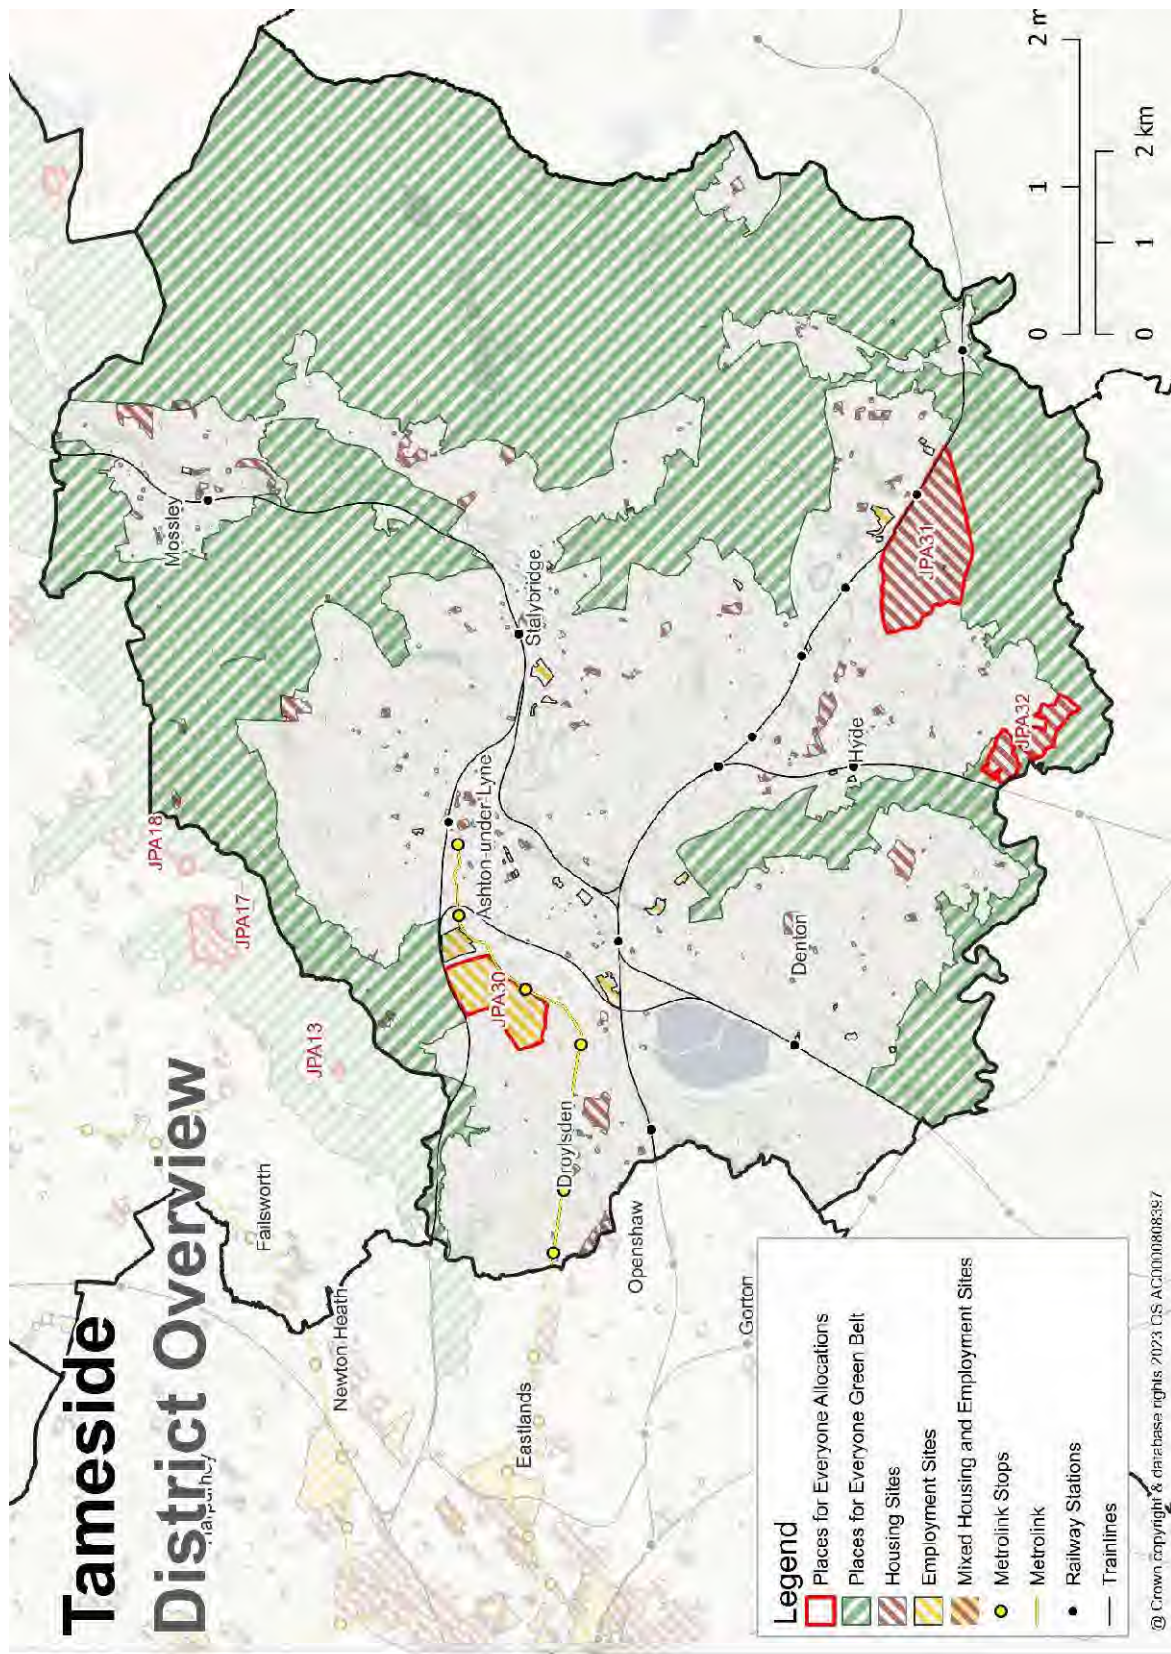 Tameside
District Overview
JPA18
JPA17
JPA13
Mossley
Stalybridge
Ashton-under-Lyne
JPA30
JPA31
JPA32
Hyde
Denton
Droylsden
Failsworth
Newton Heath
Openshaw
Eastlands
Gorton
Legend
Places for Everyone Allocations
Places for Everyone Green Belt
Housing Sites
Employment Sites
Mixed Housing and Employment Sites
Metrolink Stops
Metrolink
Railway Stations
Trainlines
0 1 2 m
0 1 2 km
@ Crown copyright & database rights 2023 OS AC0000808397